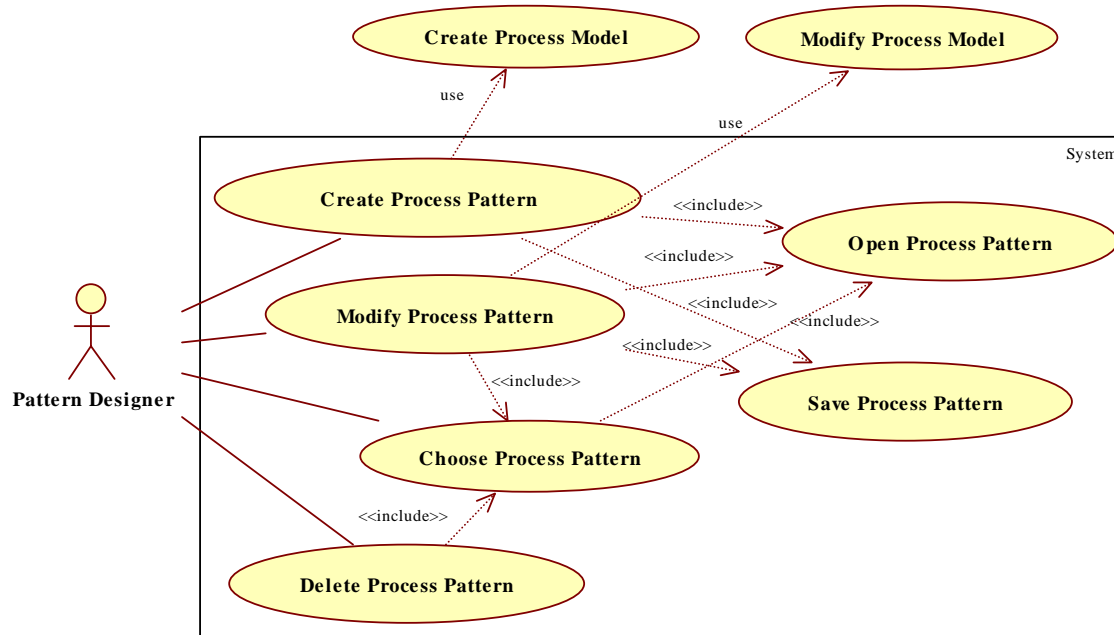 Create Process Model
Modify Process Model
use
use
System
Create Process Pattern
<<include>>
Open Process Pattern
<<include>>
<<include>>
Modify Process Pattern
<<include>>
<<include>>
<<include>>
Pattern Designer
Save Process Pattern
Choose Process Pattern
<<include>>
Delete Process Pattern